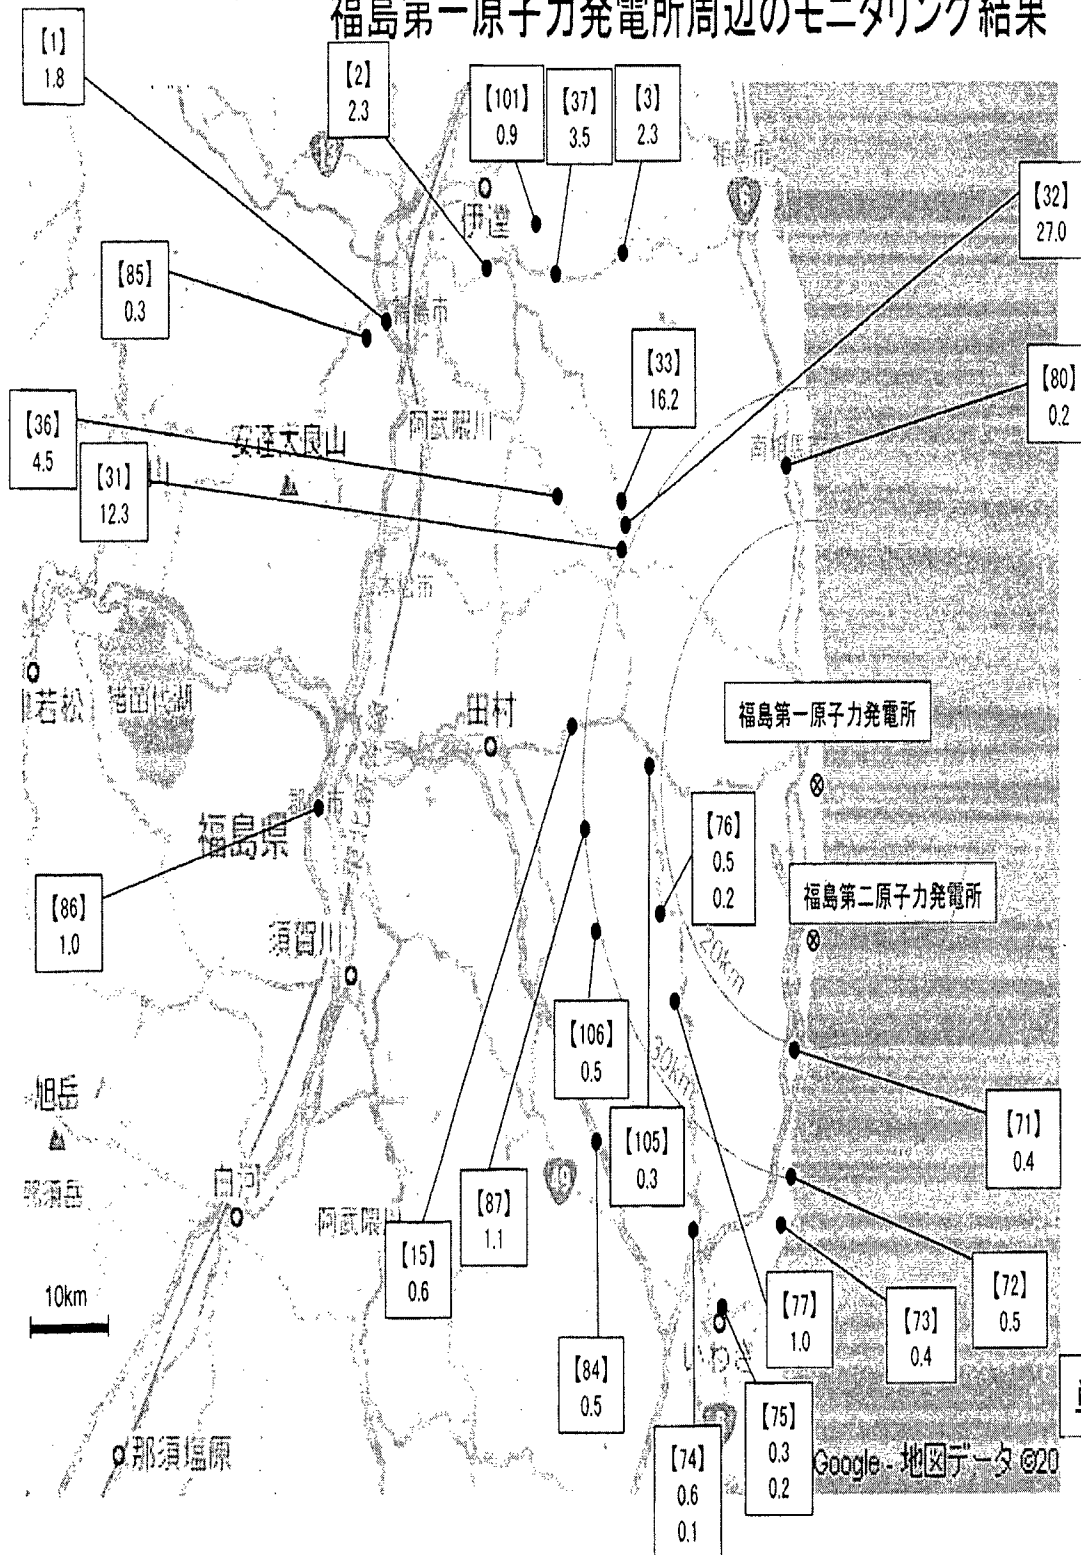 福島第一原子力発電所周辺のモニタリング結果
【1】
1.8
【2】
2.3
【101】
0.9
【37】
3.5
【3】
2.3
【32】
27.0
伊達
【85】
0.3
福島市
【33】
16.2
【80】
0.2
【36】
4.5
【31】
12.3
安達太良山
阿武隈川
南相馬
本松市
若松
猪苗代湖
田村
福島第一原子力発電所
福島県
郡山市
【76】
0.5
0.2
福島第二原子力発電所
【86】
1.0
須賀川
20km
【106】
0.5
30km
旭岳
那須岳
【105】
0.3
【71】
0.4
白河
阿武隈
49
【87】
1.1
【15】
0.6
10km
【72】
0.5
【77】
1.0
【73】
0.4
いわき
【84】
0.5
【75】
0.3
0.2
那須塩原
【74】
0.6
0.1
Google - 地図データ ©20